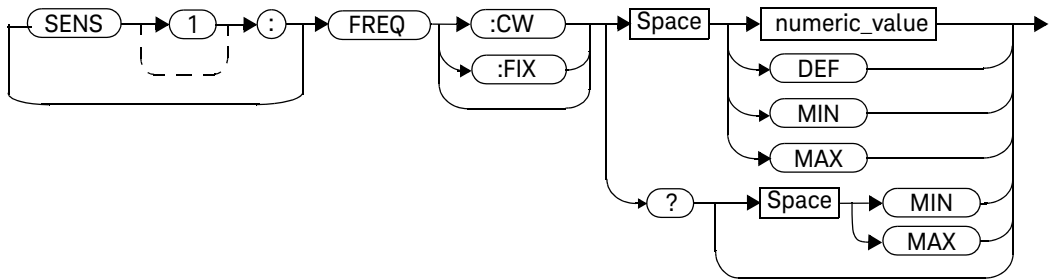 SENS 1 : FREQ :CW Space numeric_value
:FIX DEF
MIN
MAX
? Space MIN
MAX